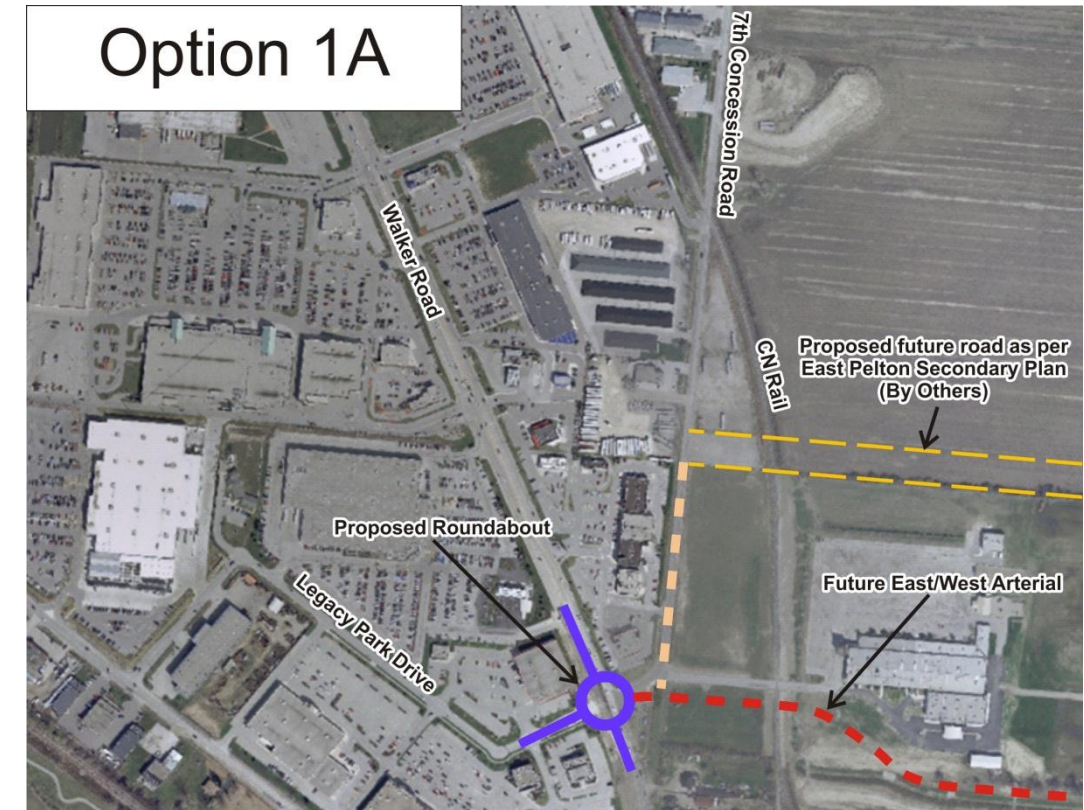 Option 1A
7th Concession Road
Walker Road
CN Rail
Proposed future road as per
East Pelton Secondary Plan
(By Others)
Proposed Roundabout
Future East/West Arterial
Legacy Park Drive